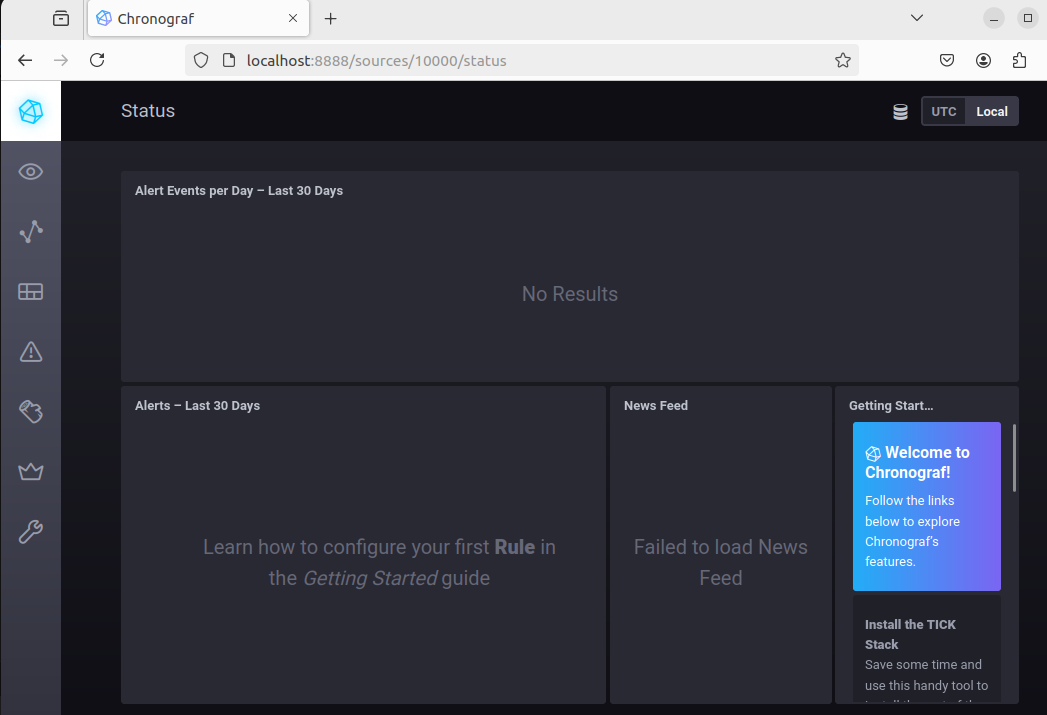 Chronograf
localhost:8888/sources/10000/status
Status
UTC Local
Alert Events per Day – Last 30 Days
No Results
Alerts – Last 30 Days
Learn how to configure your first Rule in
the Getting Started guide
News Feed
Failed to load News
Feed
Getting Start…
Welcome to
Chronograf!
Follow the links
below to explore
Chronograf's
features.
Install the TICK
Stack
Save some time and
use this handy tool to